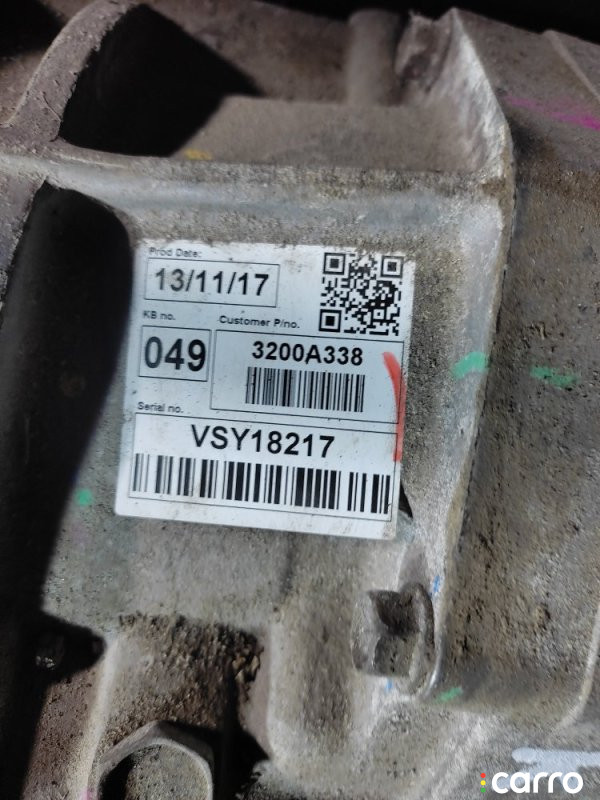 Prod Date:
13/11/17
KB no.
Customer P/no.
049
3200A338
Serial no.
VSY18217
carro